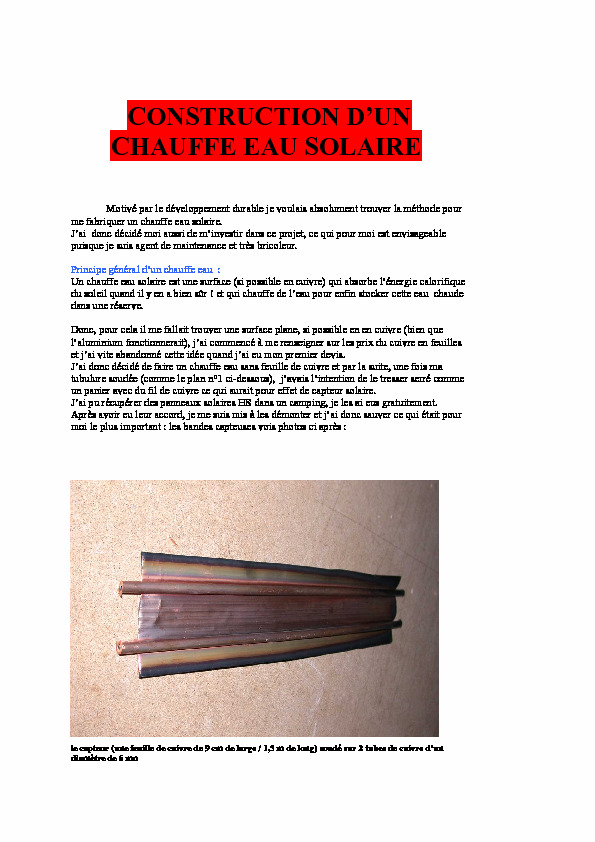 CONSTRUCTION D'UN
CHAUFFE EAU SOLAIRE
Motivé par le développement durable je voulais absolument trouver la méthode pour
me fabriquer un chauffe eau solaire.
J'ai donc décidé moi aussi de m'investir dans ce projet, ce qui pour moi est envisageable
puisque je suis agent de maintenance et très bricoleur.
Principe général d'un chauffe eau :
Un chauffe eau solaire est une surface (si possible en cuivre) qui absorbe l'énergie calorifique
du soleil quand il y en a bien sûr ! et qui chauffe de l'eau pour enfin stocker cette eau chaude
dans une réserve.
Donc, pour cela il me fallait trouver une surface plane, si possible en en cuivre (bien que
l'aluminium fonctionnerait), j'ai commencé à me renseigner sur les prix du cuivre en feuilles
et j'ai vite abandonné cette idée quand j'ai eu mon premier devis.
J'ai donc décidé de faire un chauffe eau sans feuille de cuivre et par la suite, une fois ma
tubulure soudée (comme le plan n°1 ci-dessous), j'avais l'intention de le tresser serré comme
un panier avec du fil de cuivre ce qui aurait pour effet de capteur solaire.
J'ai pu récupérer des panneaux solaires HS dans un camping, je les ai eus gratuitement.
Après avoir eu leur accord, je me suis mis à les démonter et j'ai donc sauver ce qui était pour
moi le plus important : les bandes capteuses vois photos ci après :
le capteur (une feuille de cuivre de 9 cm de large / 1,5 m de long) soudé sur 2 tubes de cuivre d'un
diamètre de 6 mm